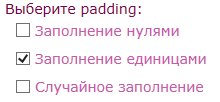 Выберите padding:
Заполнение нулями
Заполнение единицами
Случайное заполнение